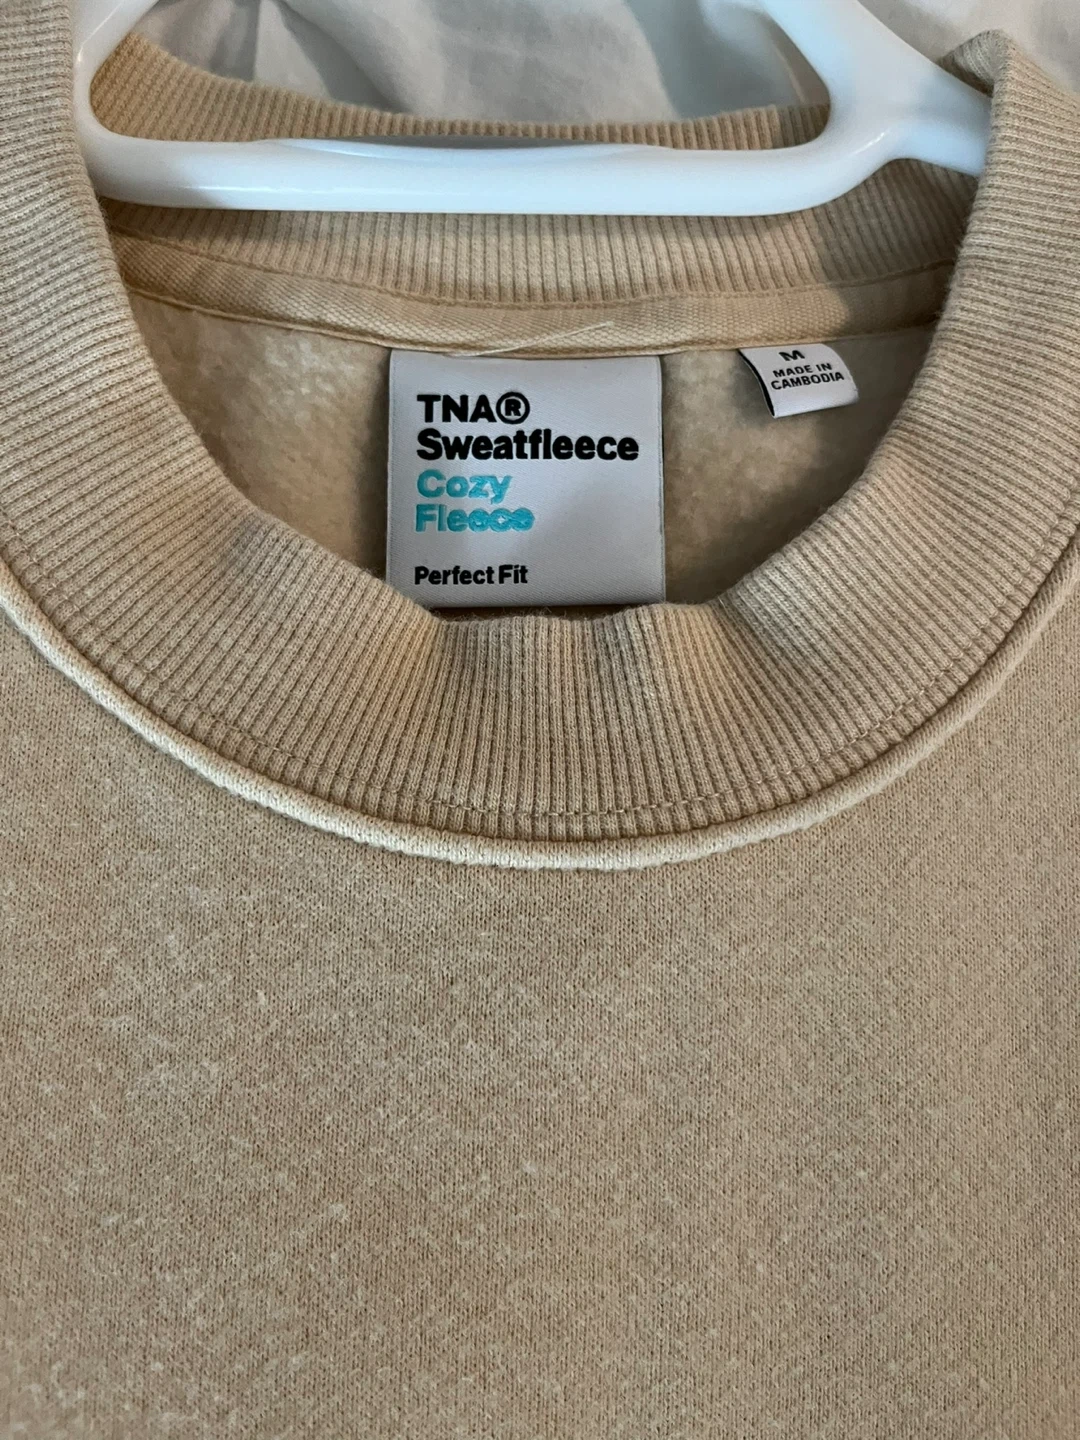 TNA®
Sweatfleece
Cozy
Fleece
Perfect Fit
M
MADE IN
CAMBODIA